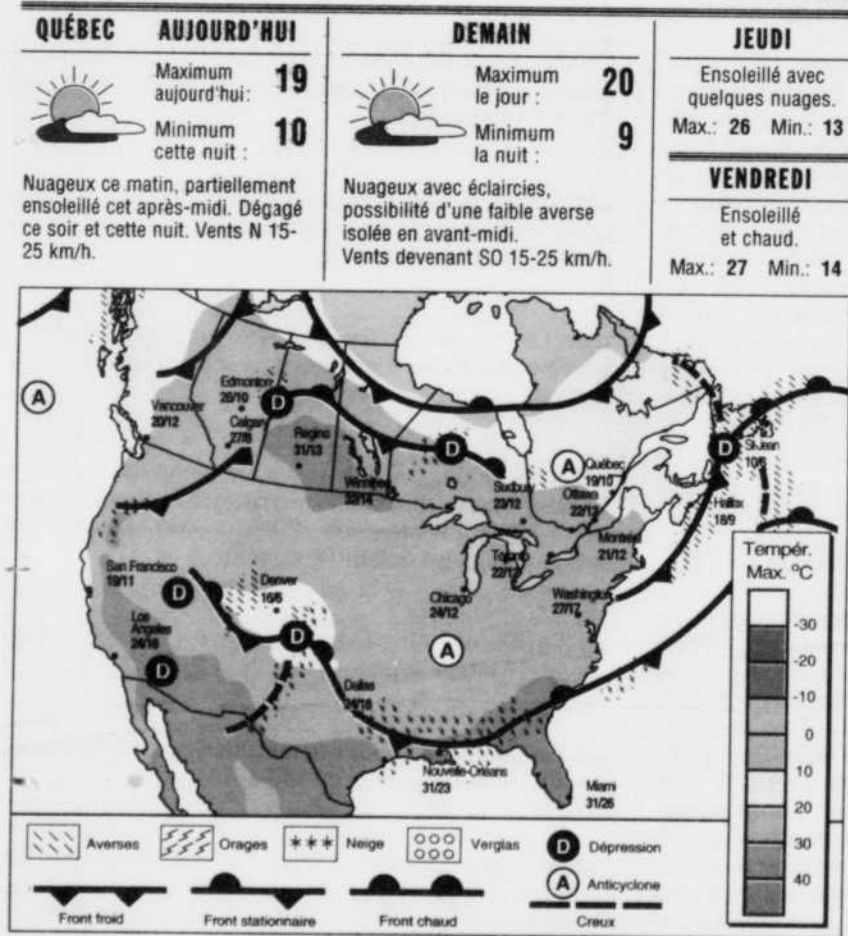 QUÉBEC AUJOURD'HUI
Maximum
aujourd'hui: 19
Minimum
cette nuit : 10
Nuageux ce matin, partiellement
ensoleillé cet après-midi. Dégagé
ce soir et cette nuit. Vents N 15-
25 km/h.
DEMAIN
Maximum
le jour : 20
Minimum
la nuit : 9
Nuageux avec éclaircies,
possibilité d'une faible averse
isolée en avant-midi.
Vents devenant SO 15-25 km/h.
JEUDI
Ensoleillé avec
quelques nuages.
Max.: 26 Min.: 13
VENDREDI
Ensoleillé
et chaud.
Max.: 27 Min.: 14
A
Edmonton
26/10
D
Vancouver
20/12
Calgary
27/8
Regina
31/13
Winnipeg
32/14
D
Sudbury
23/12
A
Québec
19/10
Ottawa
22/12
D
St-Jean
10/6
Halifax
18/9
Montréal
21/12
Toronto
22/12
San Francisco
19/11
D
Denver
16/6
Chicago
24/12
Washington
27/17
Los
Angeles
24/16
D
D
A
Dallas
24/18
Nouvelle-Orléans
31/23
Miami
31/26
Tempér.
Max. °C
-30
-20
-10
0
10
20
30
40
Averses
Orages
Neige
Verglas
D Dépression
A Anticyclone
Front froid
Front stationnaire
Front chaud
Creux